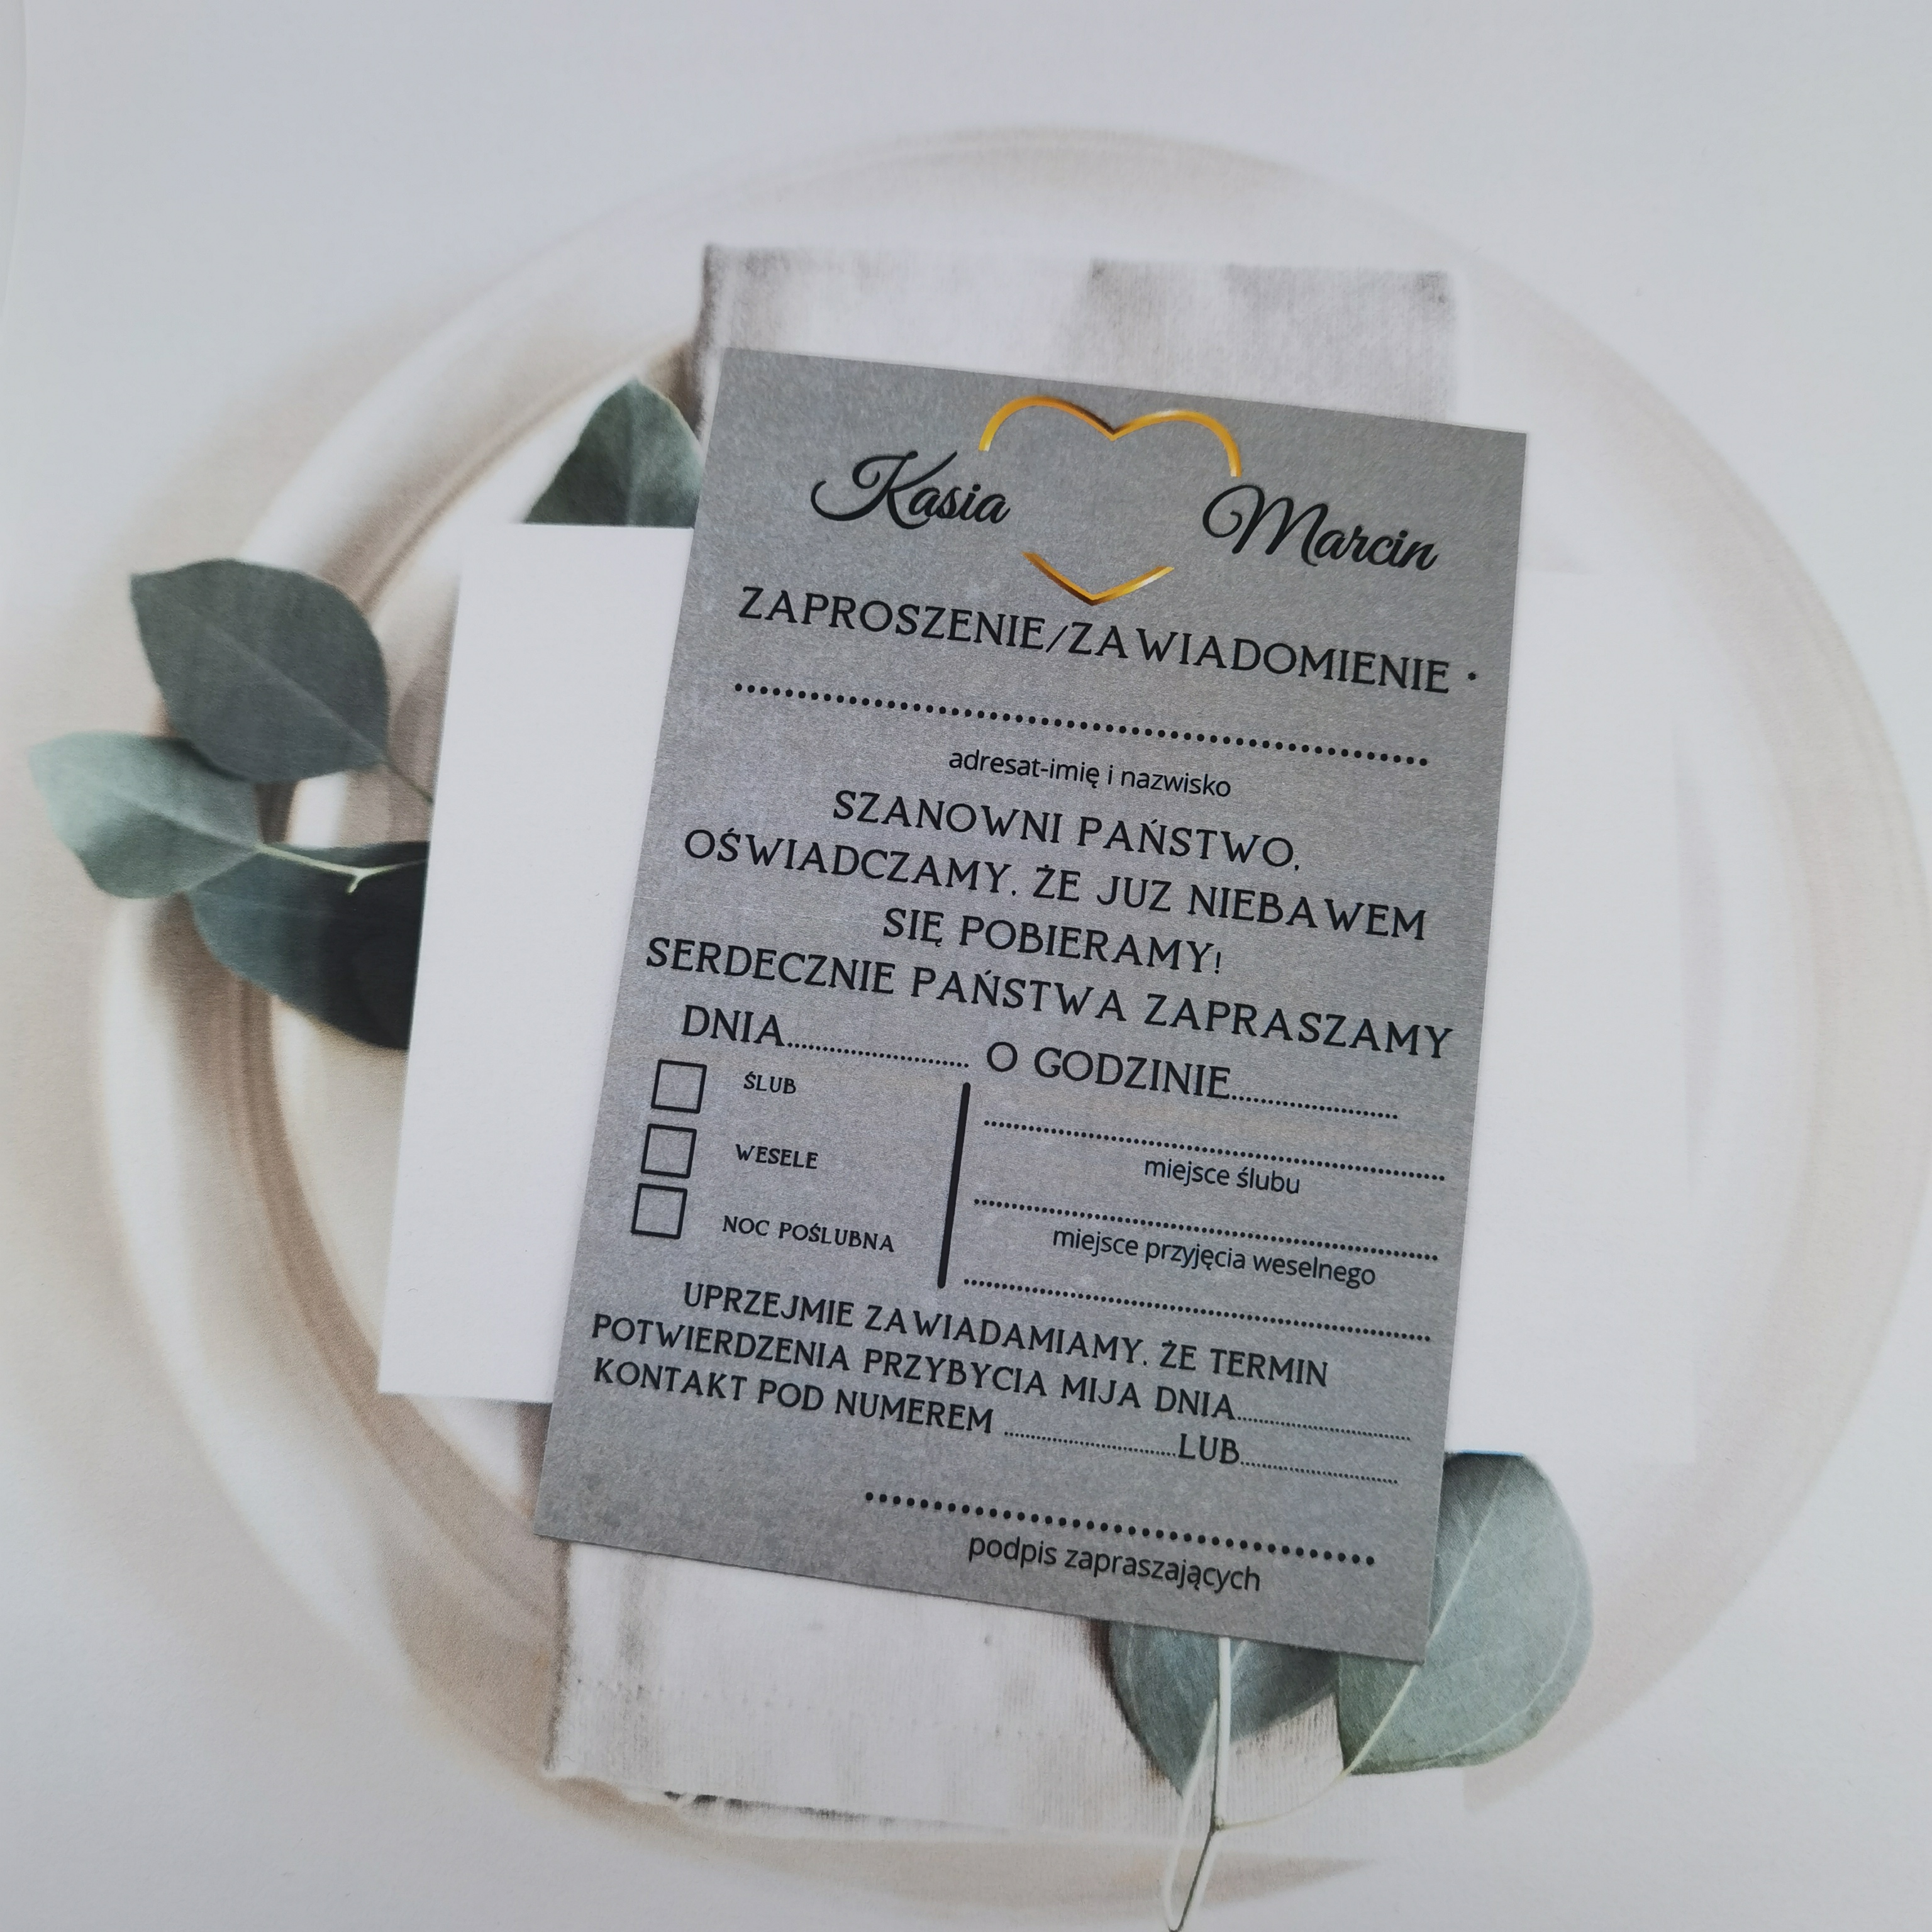 Kasia Marcin
ZAPROSZENIE/ZAWIADOMIENIE •
........................................................
adresat-imię i nazwisko
SZANOWNI PAŃSTWO,
OŚWIADCZAMY, ŻE JUZ NIEBAWEM
SIĘ POBIERAMY!
SERDECZNIE PAŃSTWA ZAPRASZAMY
DNIA.............................. O GODZINIE..............................
ŚLUB
WESELE
NOC POŚLUBNA
........................................................
miejsce ślubu
........................................................
miejsce przyjęcia weselnego
........................................................
UPRZEJMIE ZAWIADAMIAMY, ŻE TERMIN
POTWIERDZENIA PRZYBYCIA MIJA DNIA..............................
KONTAKT POD NUMEREM ..............................LUB..............................
........................................................
podpis zapraszających